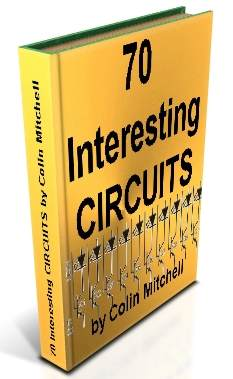 70
Interesting
CIRCUITS
by Colin Mitchell
70 Interesting CIRCUITS by Colin Mitchell